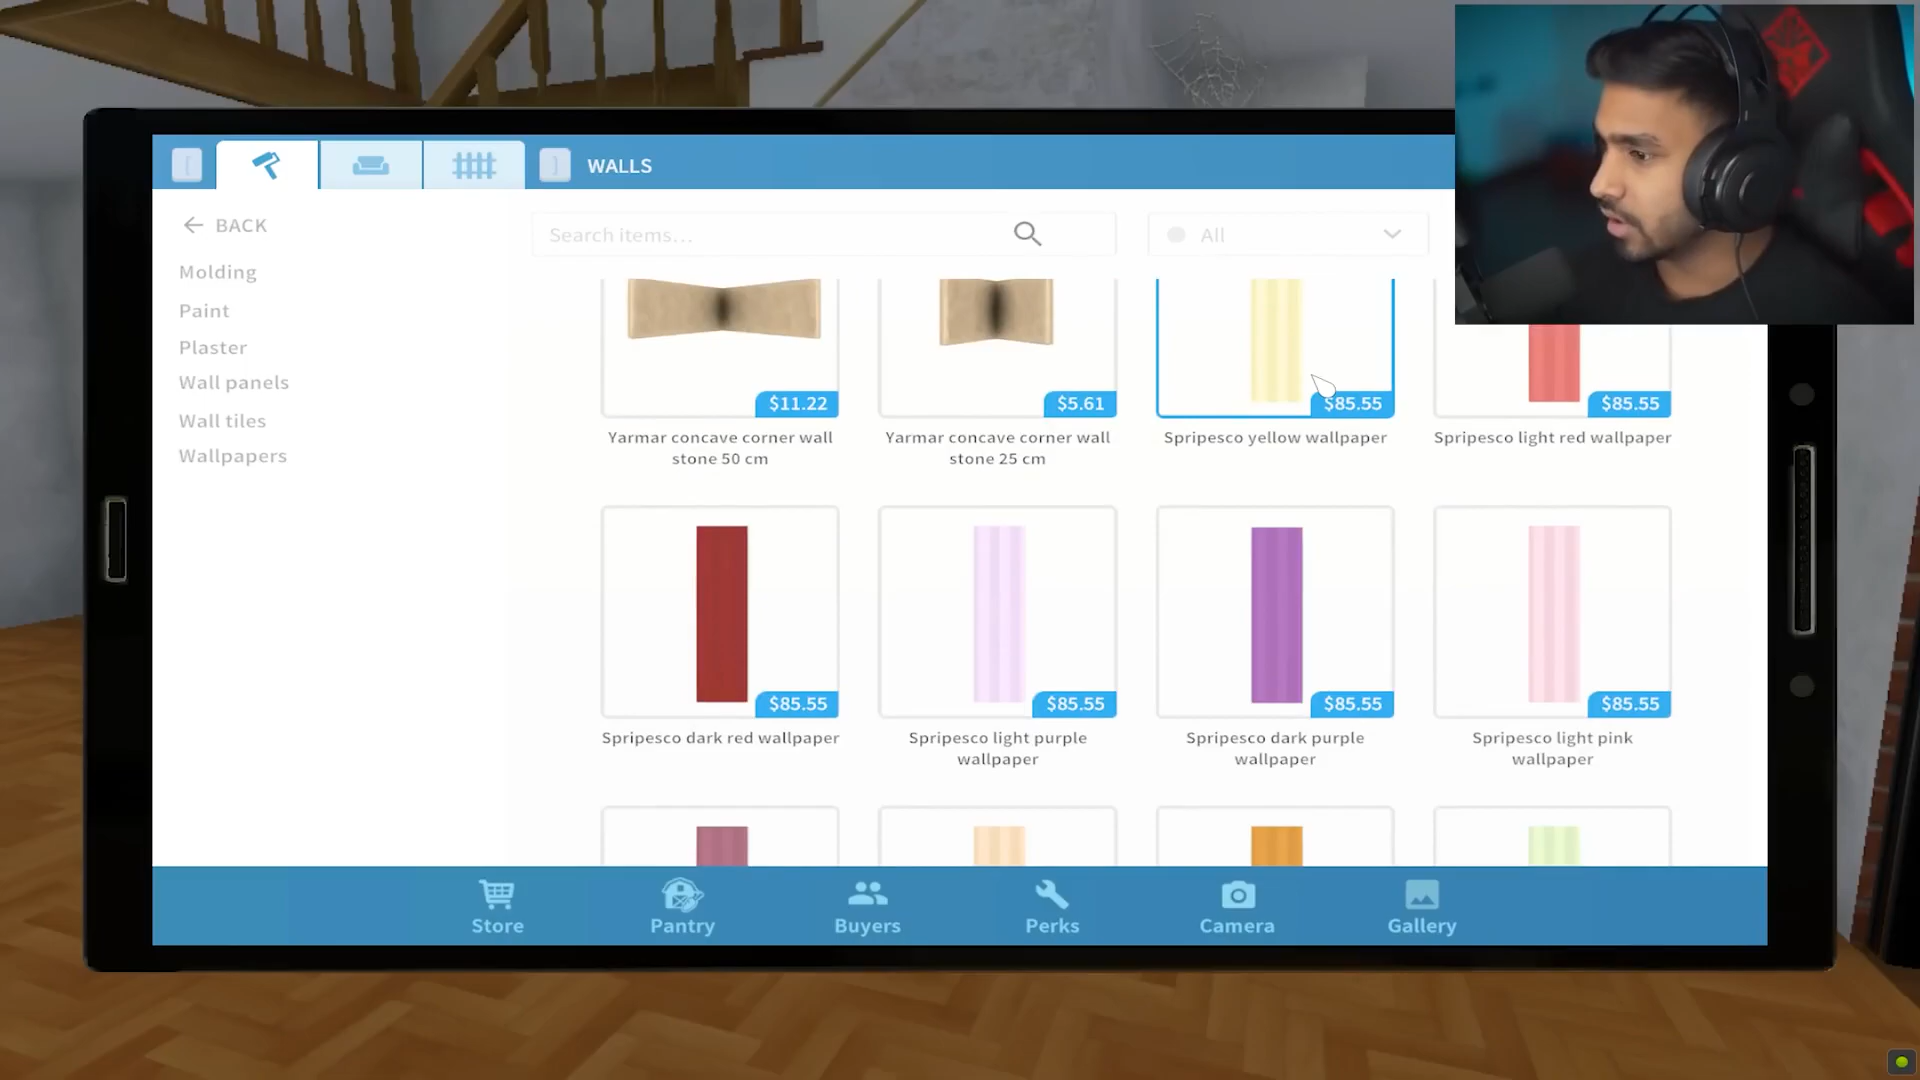 [
]
WALLS
BACK
Molding
Paint
Plaster
Wall panels
Wall tiles
Wallpapers
Search items...
All
$11.22
$5.61
$85.55
$85.55
Yarmar concave corner wall
stone 50 cm
Yarmar concave corner wall
stone 25 cm
Spripesco yellow wallpaper
Spripesco light red wallpaper
$85.55
$85.55
$85.55
$85.55
Spripesco dark red wallpaper
Spripesco light purple
wallpaper
Spripesco dark purple
wallpaper
Spripesco light pink
wallpaper
Store
Pantry
Buyers
Perks
Camera
Gallery